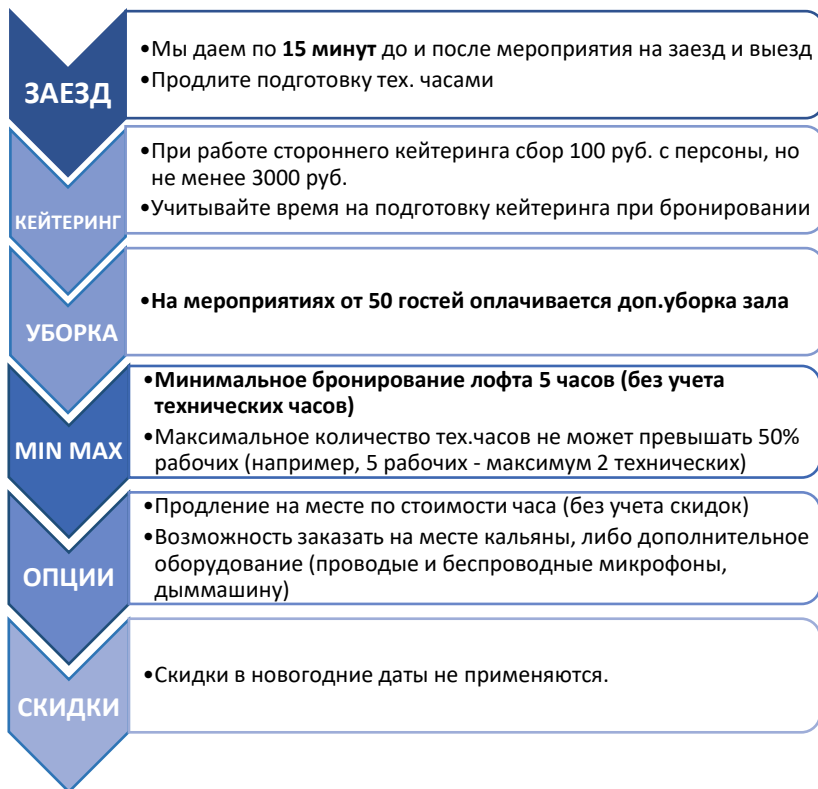 ЗАЕЗД
•Мы даем по 15 минут до и после мероприятия на заезд и выезд
•Продлите подготовку тех. часами
КЕЙТЕРИНГ
•При работе стороннего кейтеринга сбор 100 руб. с персоны, но
не менее 3000 руб.
•Учитывайте время на подготовку кейтеринга при бронировании
УБОРКА
•На мероприятиях от 50 гостей оплачивается доп.уборка зала
MIN MAX
•Минимальное бронирование лофта 5 часов (без учета
технических часов)
•Максимальное количество тех.часов не может превышать 50%
рабочих (например, 5 рабочих - максимум 2 технических)
ОПЦИИ
•Продление на месте по стоимости часа (без учета скидок)
•Возможность заказать на месте кальяны, либо дополнительное
оборудование (проводые и беспроводные микрофоны,
дыммашину)
СКИДКИ
•Скидки в новогодние даты не применяются.